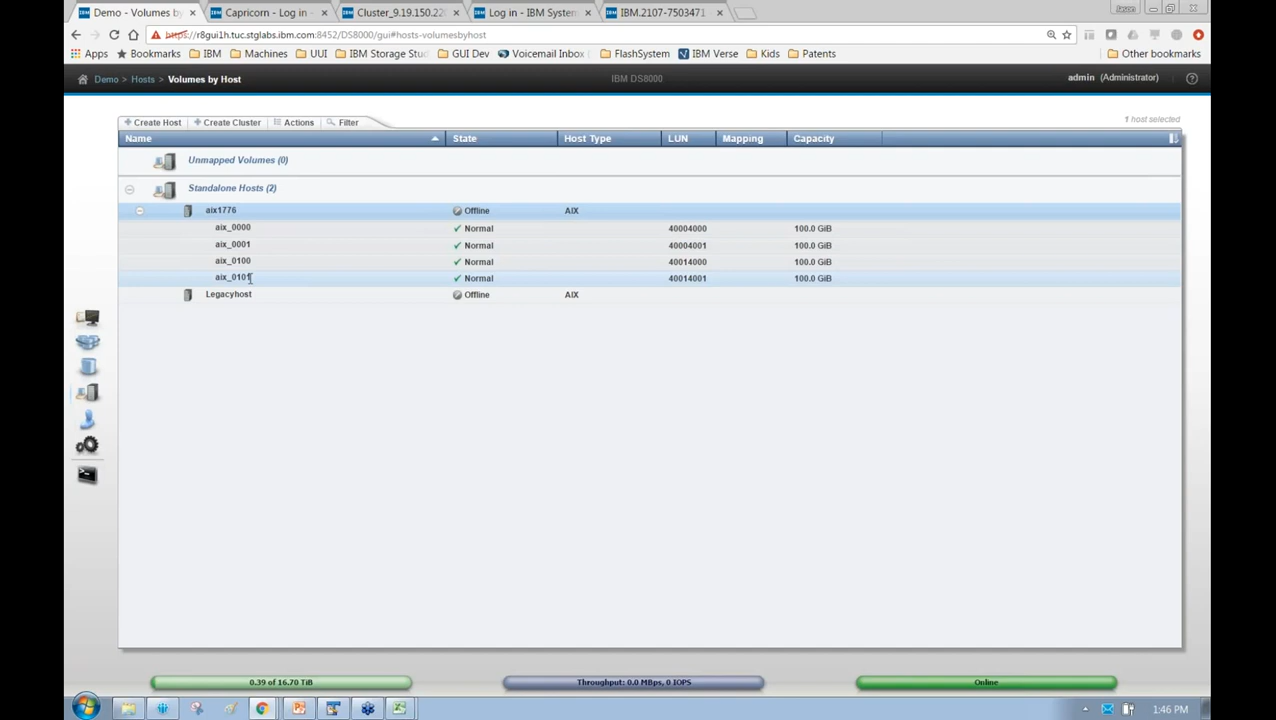 Demo - Volumes by
Capricorn - Log in -
Cluster_9.19.150.22
Log in - IBM System
IBM.2107-7503471
https://r8gui1h.tuc.stglabs.ibm.com:8452/DS8000/gui#hosts-volumesbyhost
Apps Bookmarks IBM Machines UUI IBM Storage Stud GUI Dev Voicemail Inbox FlashSystem IBM Verse Kids Patents Other bookmarks
Demo > Hosts > Volumes by Host IBM DS8000 admin (Administrator)
Create Host Create Cluster Actions Filter 1 host selected
Name State Host Type LUN Mapping Capacity
Unmapped Volumes (0)
Standalone Hosts (2)
aix1776 Offline AIX
aix_0000 Normal 40004000 100.0 GiB
aix_0001 Normal 40004001 100.0 GiB
aix_0100 Normal 40014000 100.0 GiB
aix_0101 Normal 40014001 100.0 GiB
Legacyhost Offline AIX
0.39 of 16.70 TiB Throughput: 0.0 MBps, 0 IOPS Online
1:46 PM